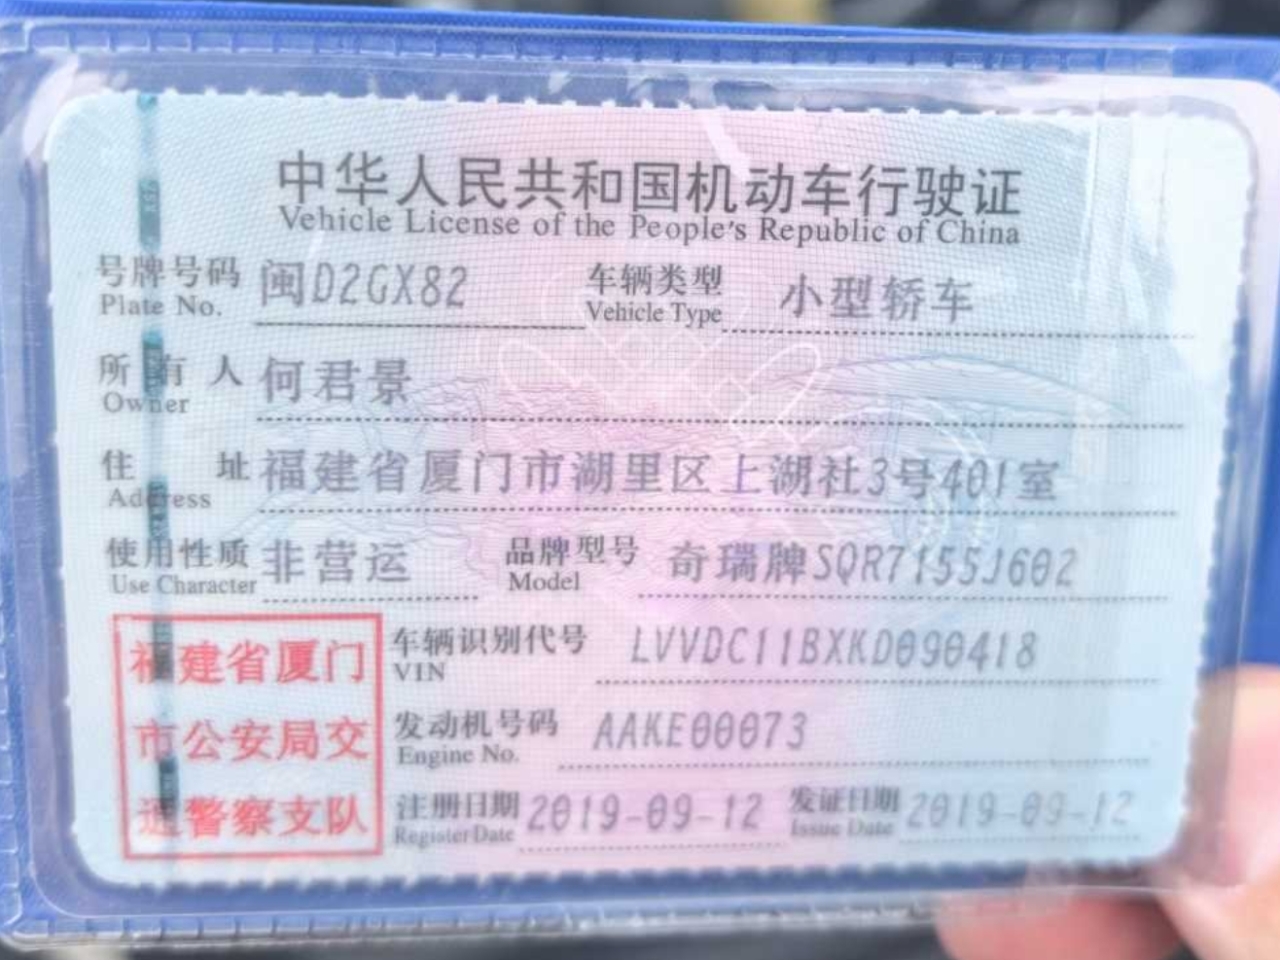 中华人民共和国机动车行驶证
Vehicle License of the People's Republic of China
号牌号码 闽D2GX82 车辆类型 小型轿车
Plate No. Vehicle Type
所有人 何君景
Owner
住址 福建省厦门市湖里区上湖社3号401室
Address
使用性质 非营运 品牌型号 奇瑞牌SQR7155J602
Use Character Model
车辆识别代号 LVVDC11BXKD090418
VIN
发动机号码 AAKE00073
Engine No.
注册日期 2019-09-12 发证日期 2019-09-12
Register Date Issue Date
福建省厦门
市公安局交
通警察支队